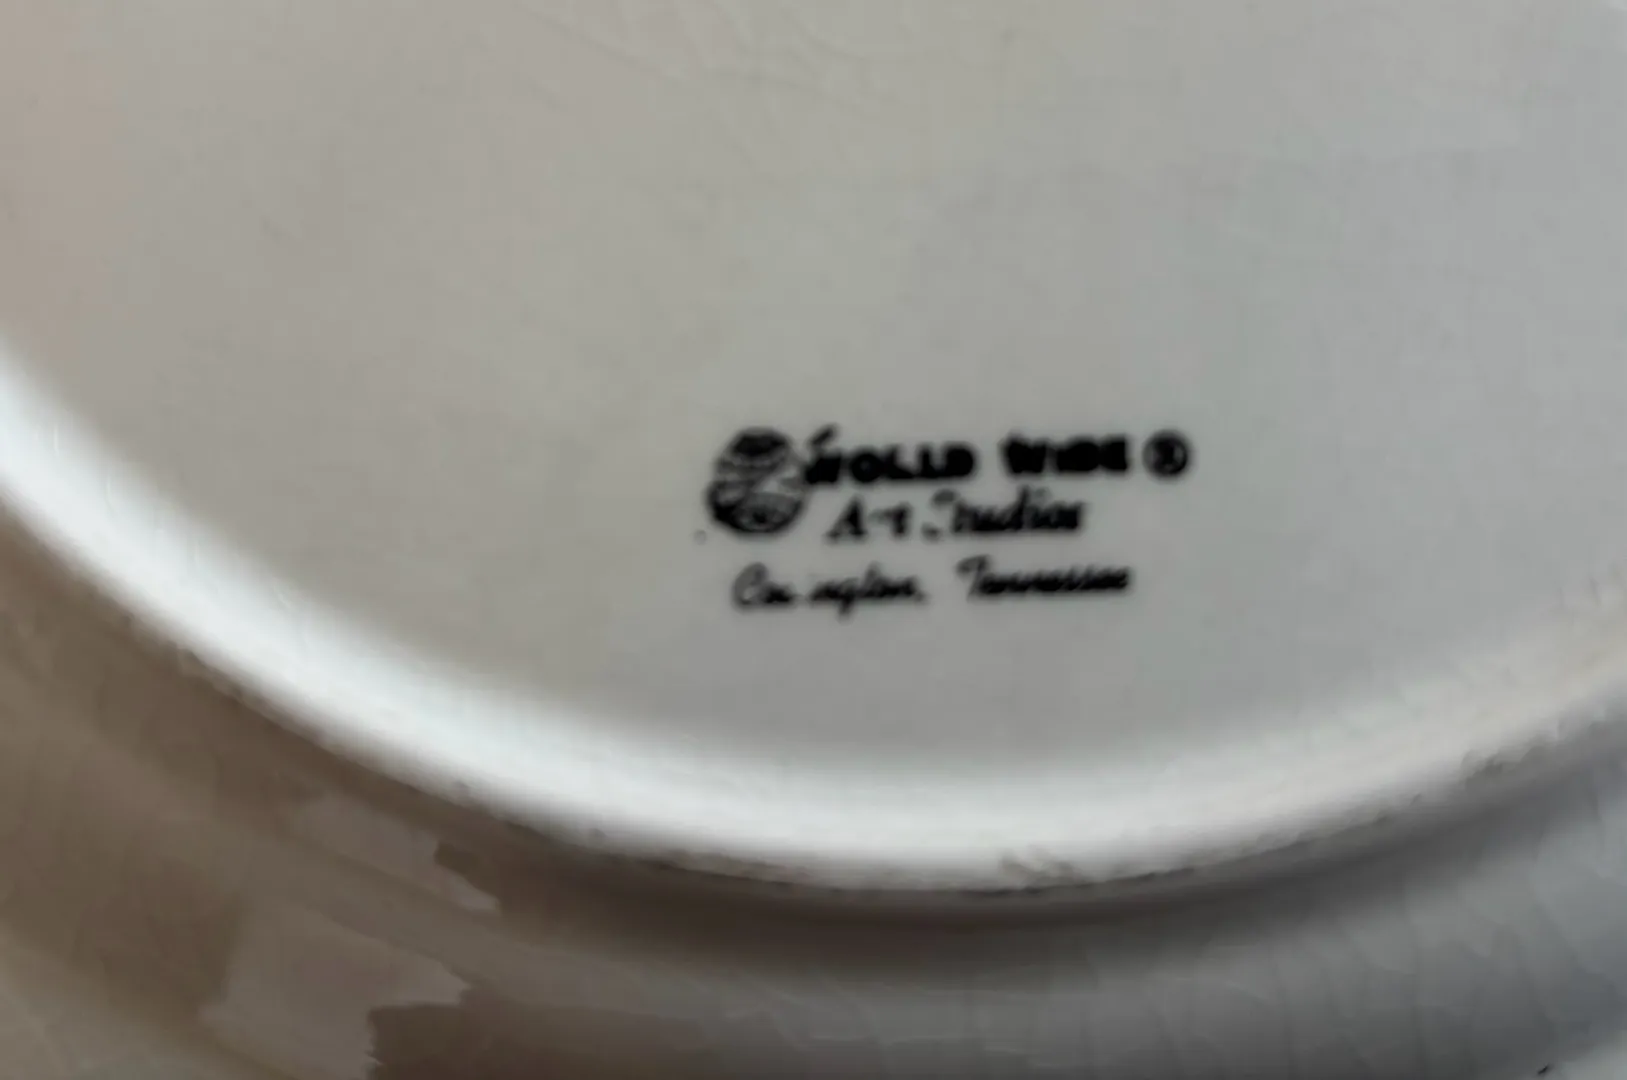 WORLD WIDE ®
Art Studios
Covington, Tennessee